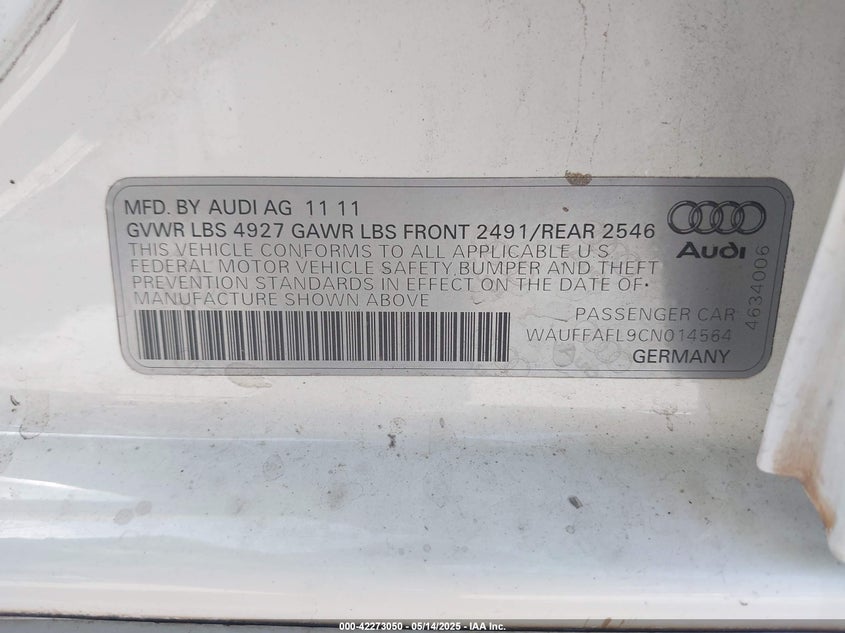 MFD. BY AUDI AG 11 11
GVWR LBS 4927 GAWR LBS FRONT 2491/REAR 2546
THIS VEHICLE CONFORMS TO ALL APPLICABLE U S
FEDERAL MOTOR VEHICLE SAFETY, BUMPER AND THEFT
PREVENTION STANDARDS IN EFFECT ON THE DATE OF
MANUFACTURE SHOWN ABOVE
Audi
4634006
PASSENGER CAR
WAUFFAFL9CN014564
GERMANY
000-42273050 - 05/14/2025 - IAA Inc.